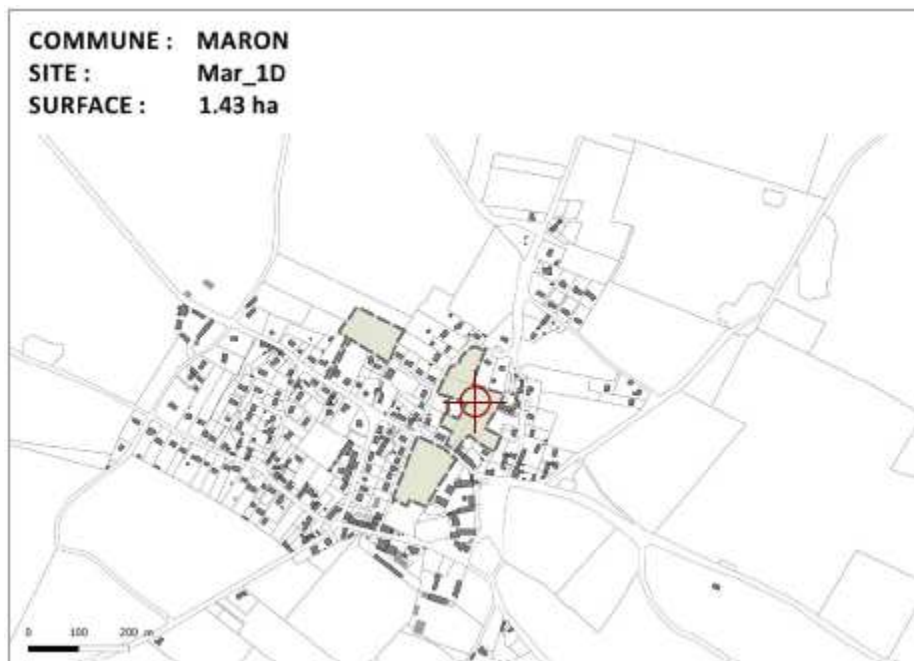 COMMUNE : MARON
SITE : Mar_1D
SURFACE : 1.43 ha
0 100 200 m